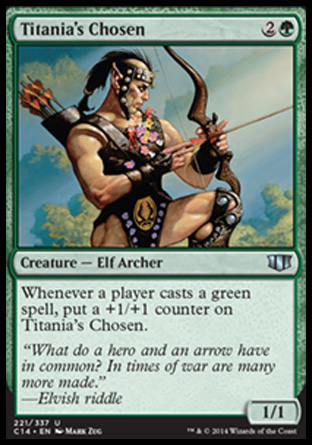 Titania's Chosen 2
Creature — Elf Archer
Whenever a player casts a green
spell, put a +1/+1 counter on
Titania's Chosen.
"What do a hero and an arrow have
in common? In times of war are many
more made."
—Elvish riddle
1/1
221/337 U
C14 • EN Mark Zug
™ & © 2014 Wizards of the Coast